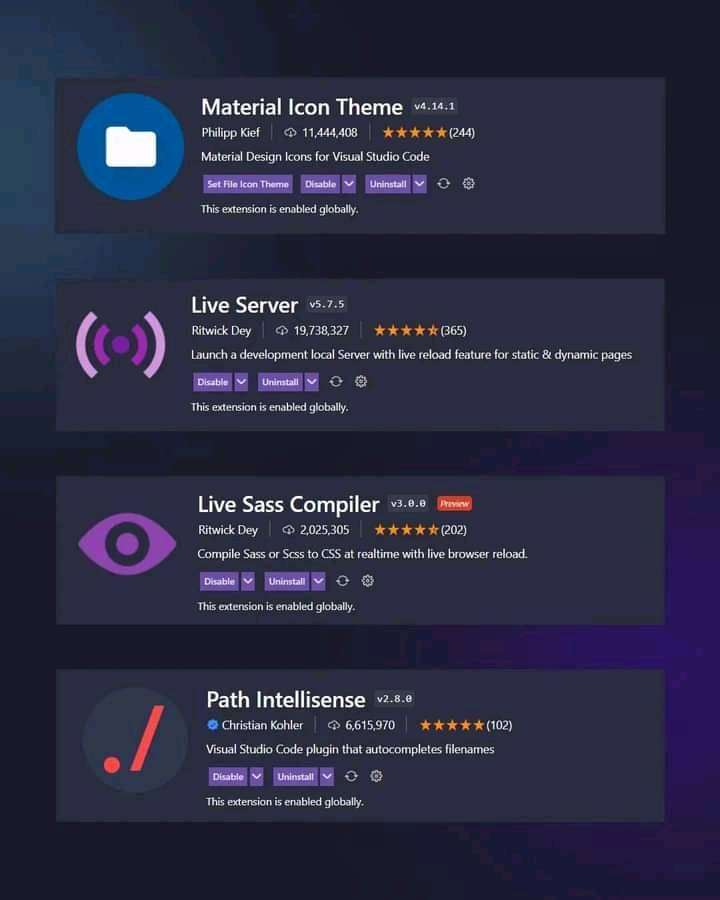 Material Icon Theme v4.14.1
Philipp Kief 11,444,408 ★★★★★(244)
Material Design Icons for Visual Studio Code
Set File Icon Theme Disable Uninstall
This extension is enabled globally.
Live Server v5.7.5
Ritwick Dey 19,738,327 (365)
Launch a development local Server with live reload feature for static & dynamic pages
Disable Uninstall
This extension is enabled globally.
Live Sass Compiler v3.0.0 Preview
Ritwick Dey 2,025,305 (202)
Compile Sass or Scss to CSS at realtime with live browser reload.
Disable Uninstall
This extension is enabled globally.
./
Path Intellisense v2.8.0
Christian Kohler 6,615,970 ★★★★★(102)
Visual Studio Code plugin that autocompletes filenames
Disable Uninstall
This extension is enabled globally.